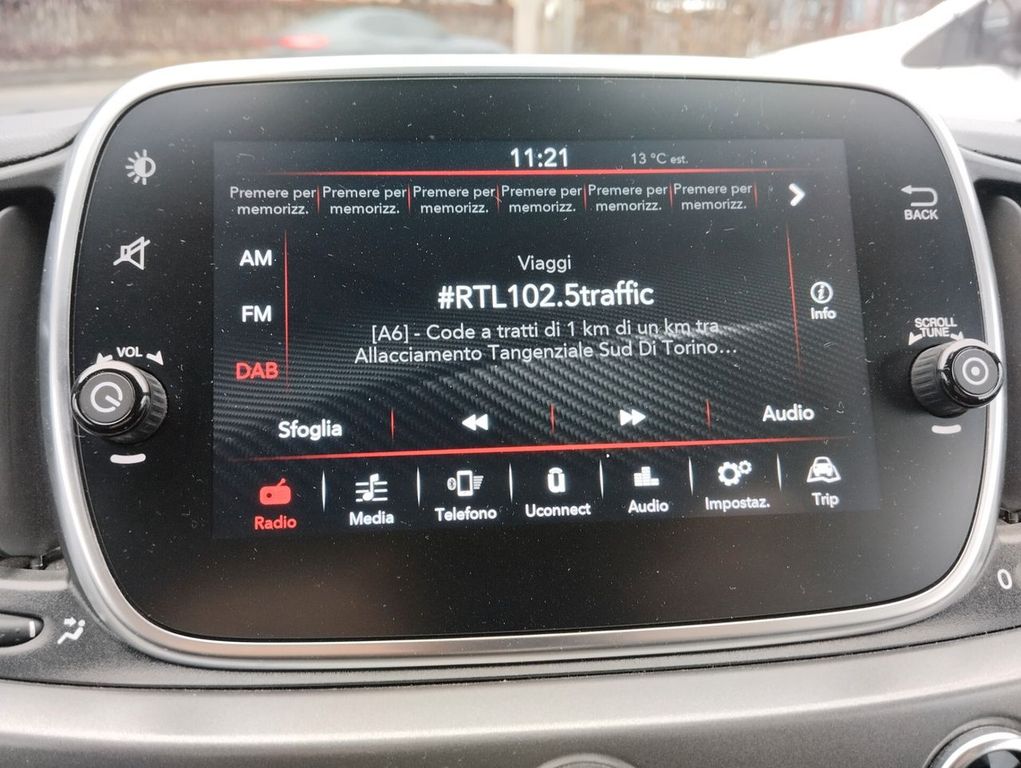 11:21
13 °C est.
Premere per Premere per Premere per Premere per Premere per Premere per
memorizz. memorizz. memorizz. memorizz. memorizz. memorizz.
BACK
AM
Viaggi
#RTL102.5traffic
FM
Info
[A6] - Code a tratti di 1 km di un km tra...
Allacciamento Tangenziale Sud Di Torino...
SCROLL
TUNE
VOL
DAB
Sfoglia
Audio
Radio
Media
Telefono
Uconnect
Audio
Impostaz.
Trip
0